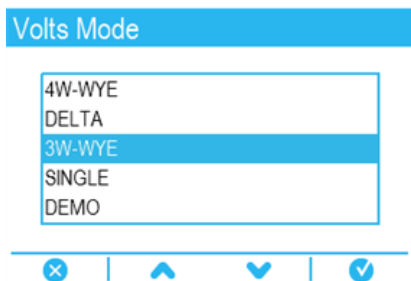 Volts Mode
4W-WYE
DELTA
3W-WYE
SINGLE
DEMO